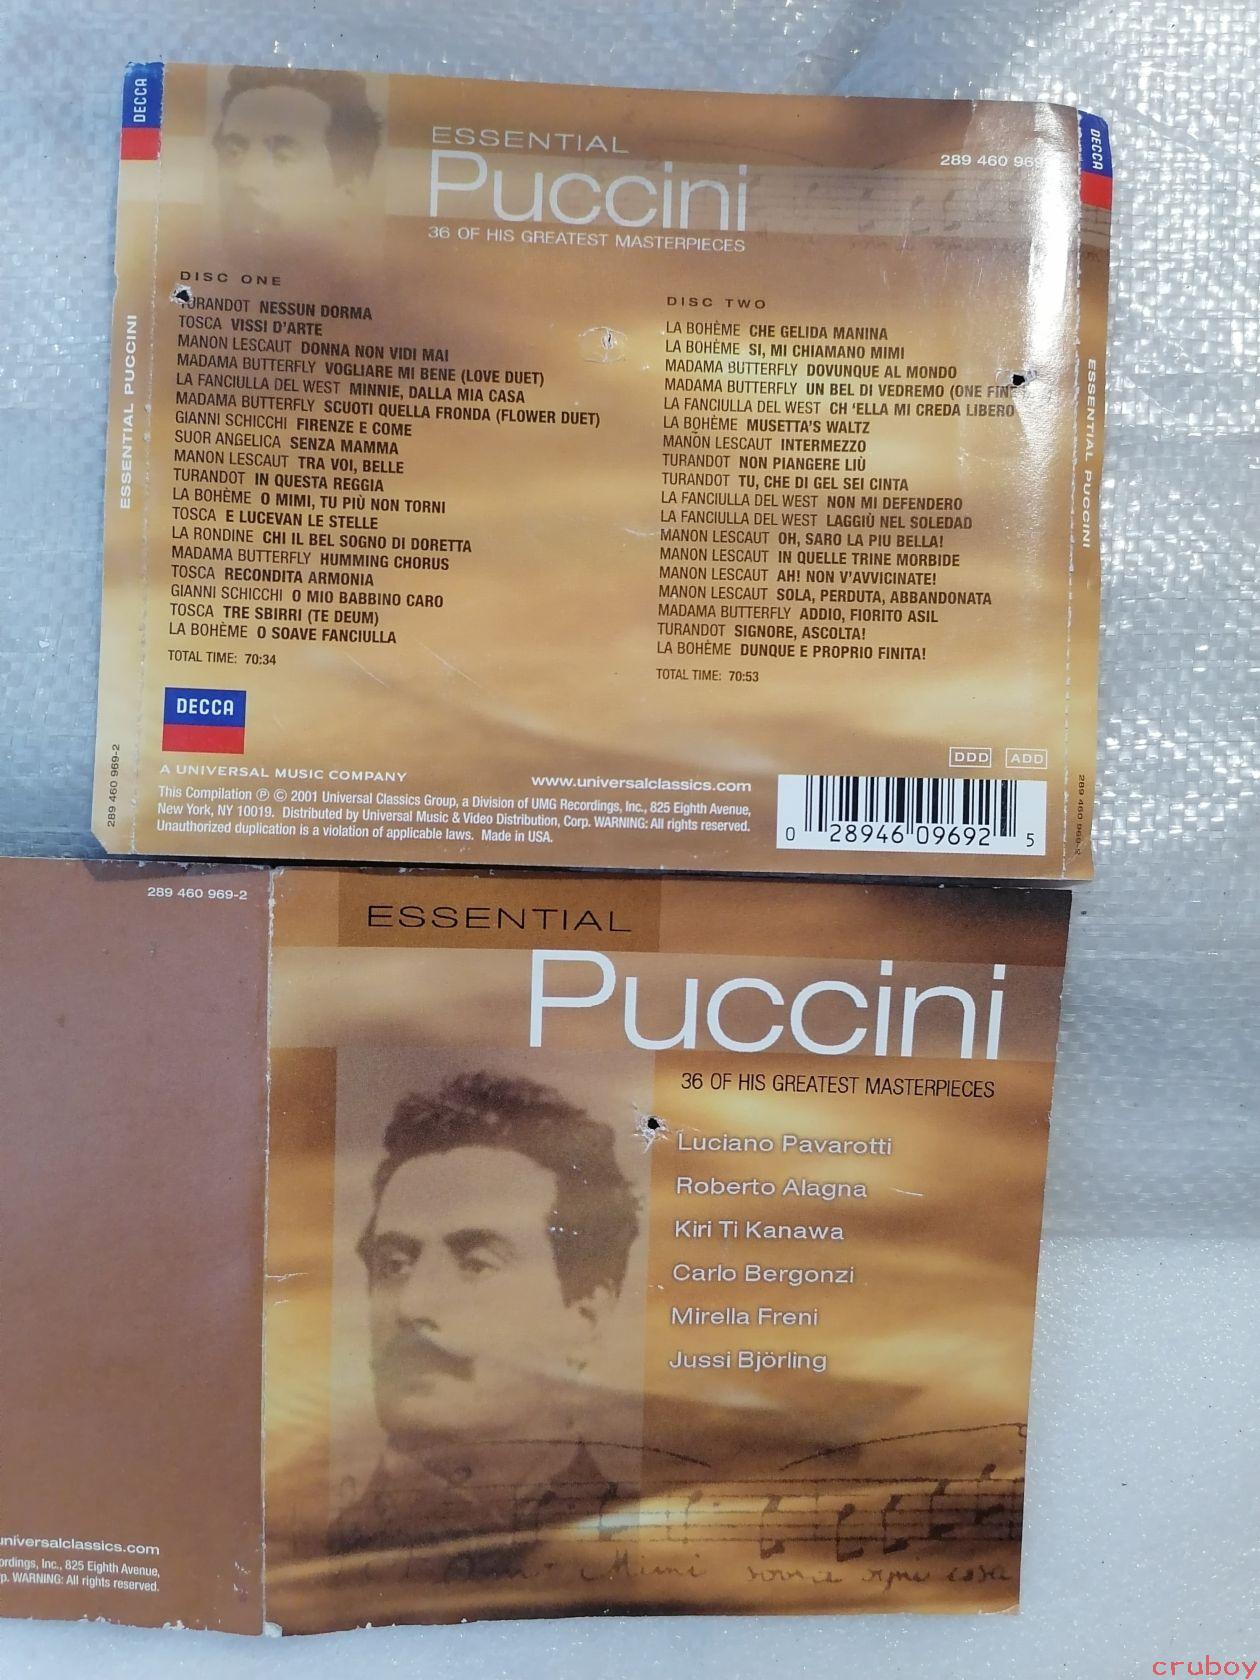 DECCA
ESSENTIAL
Puccini
36 OF HIS GREATEST MASTERPIECES
289 460 969
DECCA
ESSENTIAL PUCCINI
289 460 969-2
DISC ONE
TURANDOT NESSUN DORMA
TOSCA VISSI D'ARTE
MANON LESCAUT DONNA NON VIDI MAI
MADAMA BUTTERFLY VOGLIARE MI BENE (LOVE DUET)
LA FANCIULLA DEL WEST MINNIE, DALLA MIA CASA
MADAMA BUTTERFLY SCUOTI QUELLA FRONDA (FLOWER DUET)
GIANNI SCHICCHI FIRENZE E COME
SUOR ANGELICA SENZA MAMMA
MANON LESCAUT TRA VOI, BELLE
TURANDOT IN QUESTA REGGIA
LA BOHÈME O MIMI, TU PIÙ NON TORNI
TOSCA E LUCEVAN LE STELLE
LA RONDINE CHI IL BEL SOGNO DI DORETTA
MADAMA BUTTERFLY HUMMING CHORUS
TOSCA RECONDITA ARMONIA
GIANNI SCHICCHI O MIO BABBINO CARO
TOSCA TRE SBIRRI (TE DEUM)
LA BOHÈME O SOAVE FANCIULLA
TOTAL TIME: 70:34
DISC TWO
LA BOHÈME CHE GELIDA MANINA
LA BOHÈME SI, MI CHIAMANO MIMI
MADAMA BUTTERFLY DOVUNQUE AL MONDO
MADAMA BUTTERFLY UN BEL DI VEDREMO (ONE FINE
LA FANCIULLA DEL WEST CH 'ELLA MI CREDA LIBERO
LA BOHÈME MUSETTA'S WALTZ
MANON LESCAUT INTERMEZZO
TURANDOT NON PIANGERE LIÙ
TURANDOT TU, CHE DI GEL SEI CINTA
LA FANCIULLA DEL WEST NON MI DEFENDERO
LA FANCIULLA DEL WEST LAGGIÙ NEL SOLEDAD
MANON LESCAUT OH, SARO LA PIU BELLA!
MANON LESCAUT IN QUELLE TRINE MORBIDE
MANON LESCAUT AH! NON V'AVVICINATE!
MANON LESCAUT SOLA, PERDUTA, ABBANDONATA
MADAMA BUTTERFLY ADDIO, FIORITO ASIL
TURANDOT SIGNORE, ASCOLTA!
LA BOHÈME DUNQUE E PROPRIO FINITA!
TOTAL TIME: 70:53
ESSENTIAL PUCCINI
289 460 969-2
DECCA
A UNIVERSAL MUSIC COMPANY
www.universalclassics.com
DDD ADD
This Compilation ℗ © 2001 Universal Classics Group, a Division of UMG Recordings, Inc., 825 Eighth Avenue,
New York, NY 10019. Distributed by Universal Music & Video Distribution, Corp. WARNING: All rights reserved.
Unauthorized duplication is a violation of applicable laws. Made in USA.
0 28946 09692 5
289 460 969-2
ESSENTIAL
Puccini
36 OF HIS GREATEST MASTERPIECES
Luciano Pavarotti
Roberto Alagna
Kiri Ti Kanawa
Carlo Bergonzi
Mirella Freni
Jussi Björling
niversalclassics.com
ordings, Inc., 825 Eighth Avenue,
p. WARNING: All rights reserved.
Mimi
cruboy